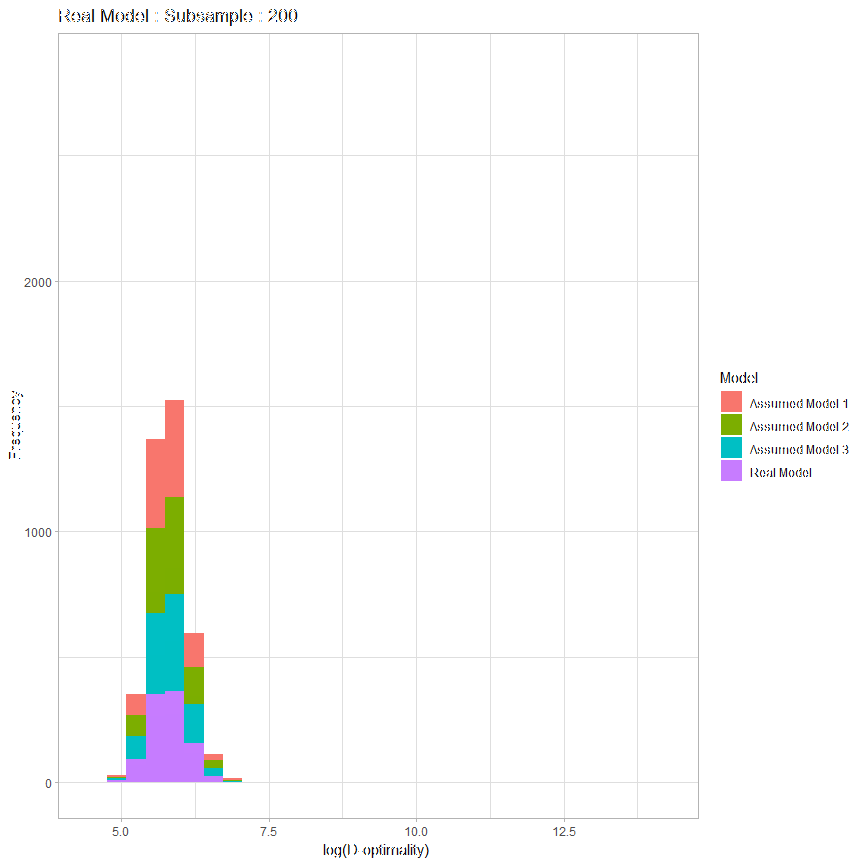 Real Model : Subsample : 200
Frequency
2000
1000
0
5.0 7.5 10.0 12.5
log(D-optimality)
Model
Assumed Model 1
Assumed Model 2
Assumed Model 3
Real Model